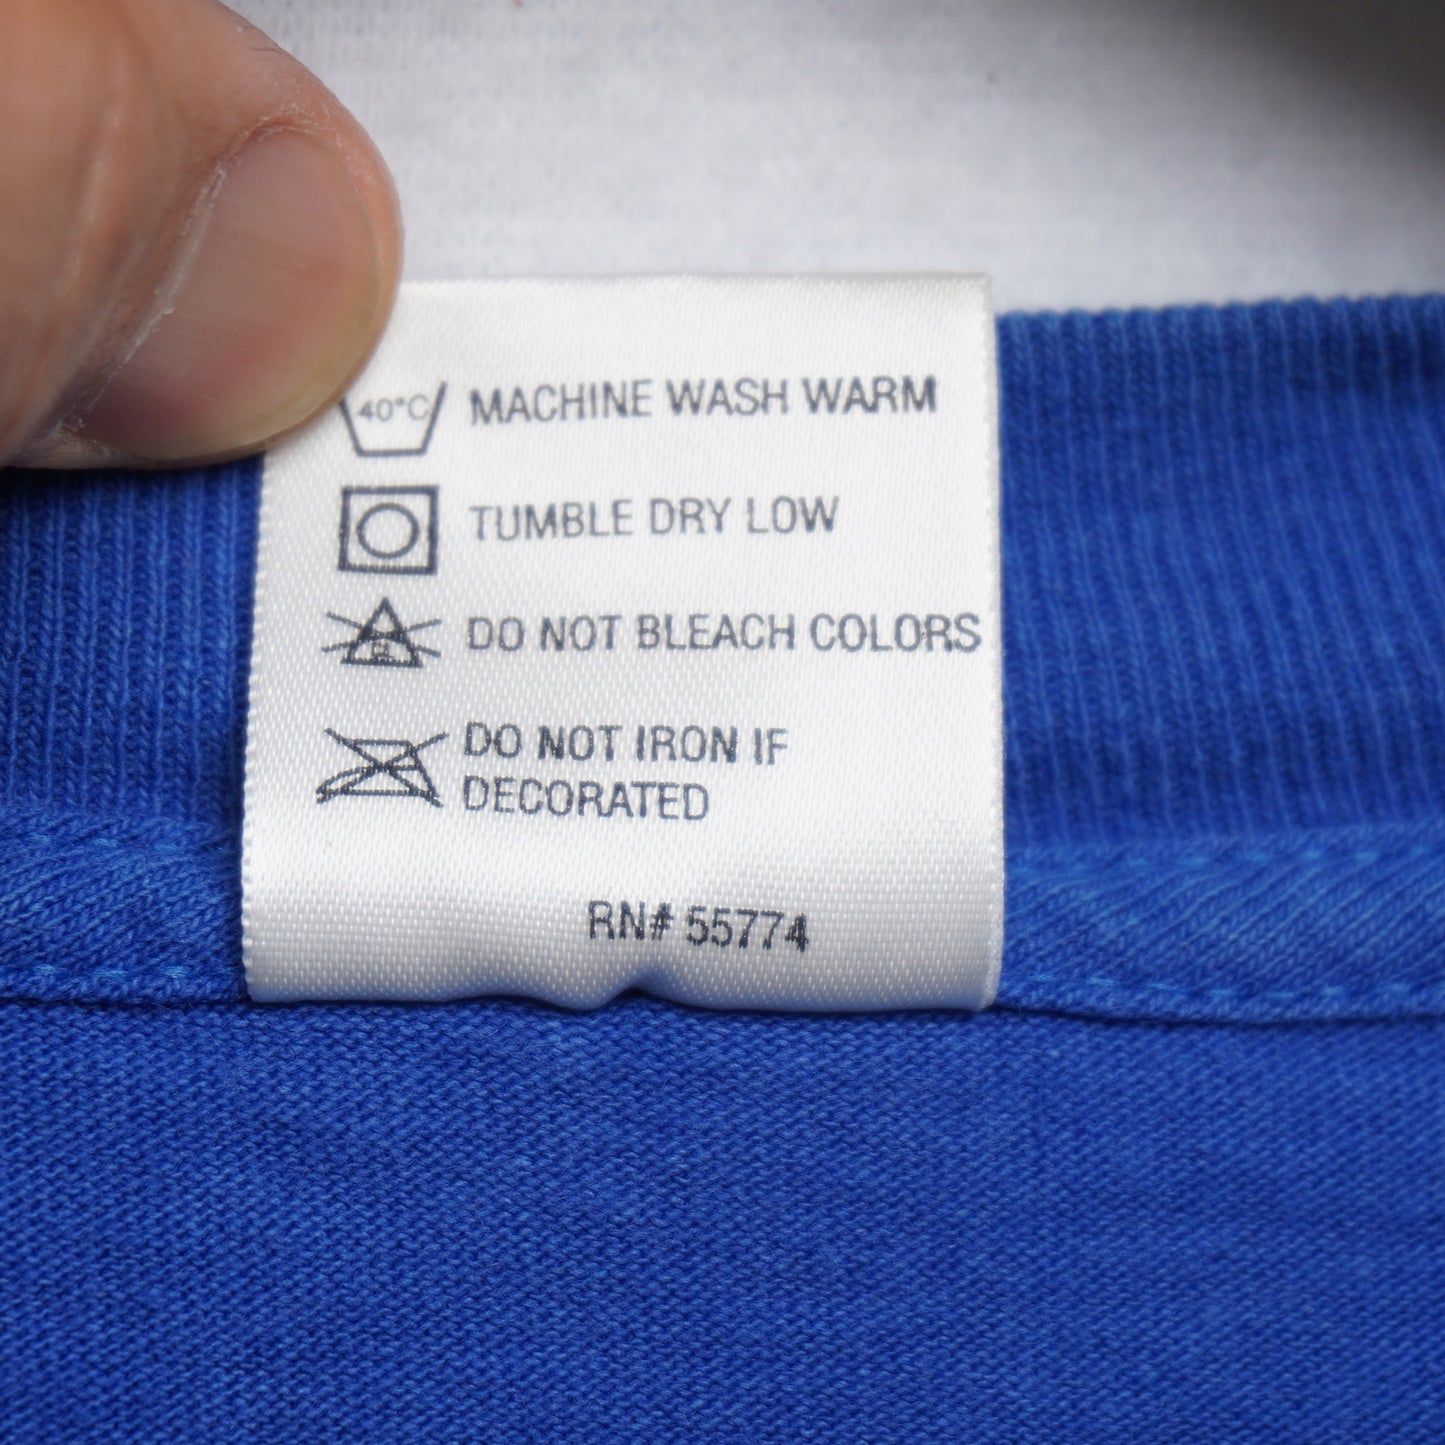 40°C MACHINE WASH WARM
TUMBLE DRY LOW
DO NOT BLEACH COLORS
DO NOT IRON IF
DECORATED
RN# 55774